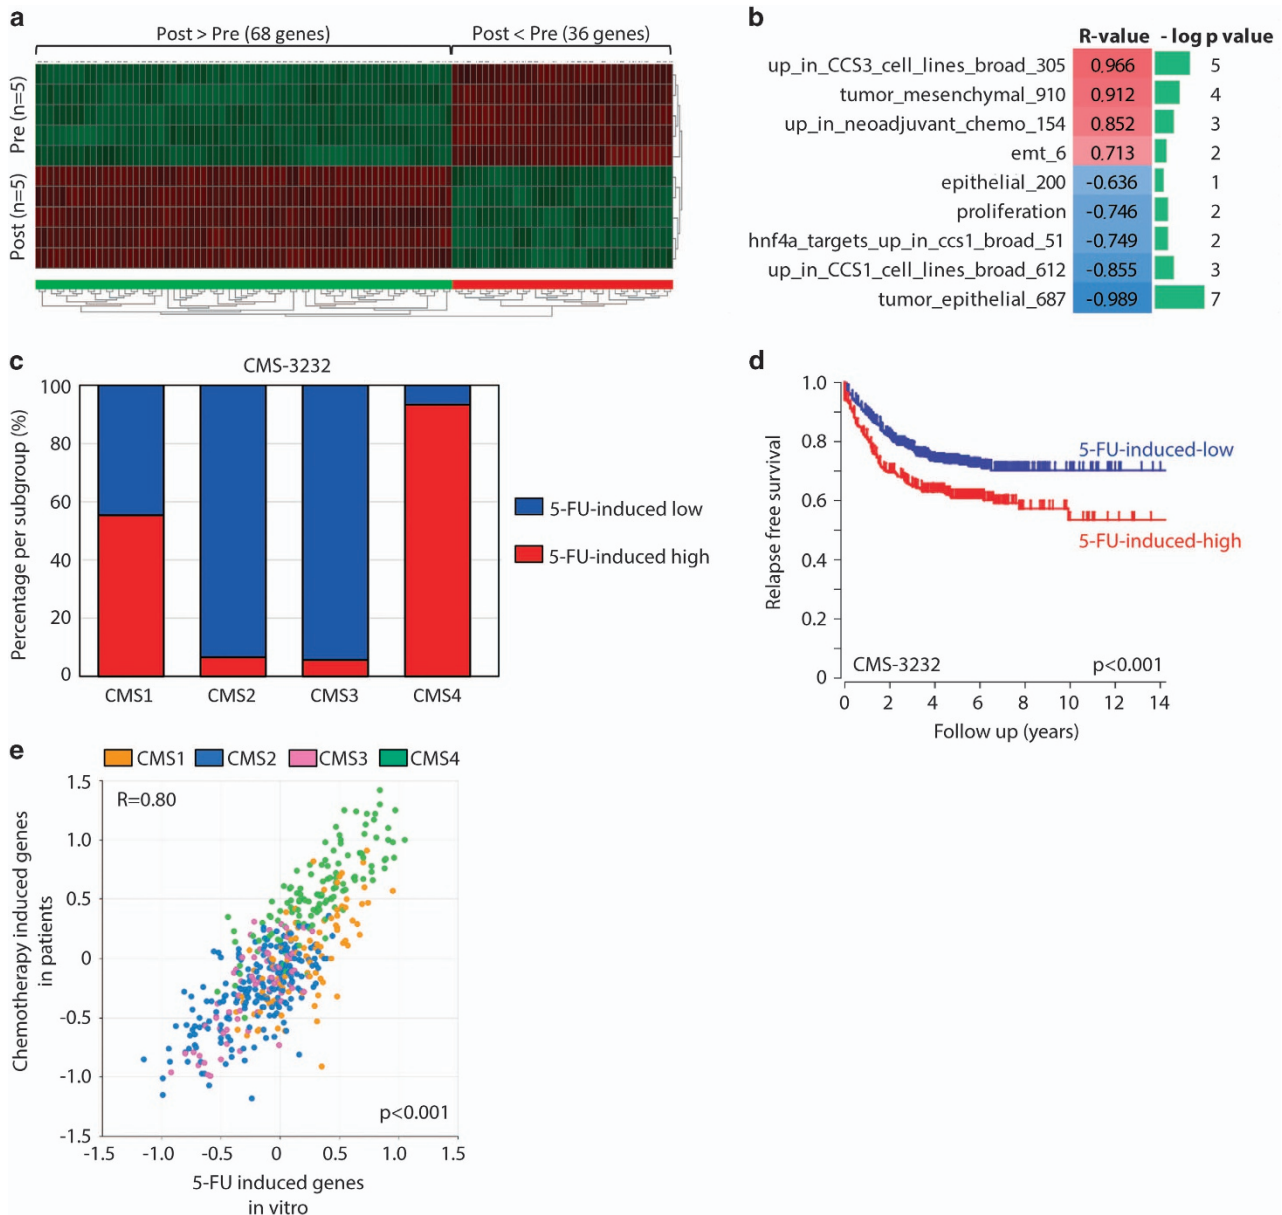 a
Post > Pre (68 genes)
Post < Pre (36 genes)
Pre (n=5)
Post (n=5)
b
R-value - log p value
up_in_CCS3_cell_lines_broad_305 0.966 5
tumor_mesenchymal_910 0.912 4
up_in_neoadjuvant_chemo_154 0.852 3
emt_6 0.713 2
epithelial_200 -0.636 1
proliferation -0.746 2
hnf4a_targets_up_in_ccs1_broad_51 -0.749 2
up_in_CCS1_cell_lines_broad_612 -0.855 3
tumor_epithelial_687 -0.989 7
c
CMS-3232
Percentage per subgroup (%)
100
80
60
40
20
0
CMS1 CMS2 CMS3 CMS4
5-FU-induced low
5-FU-induced high
d
Relapse free survival
1.0
0.8
0.6
0.4
0.2
0
5-FU-induced-low
5-FU-induced-high
CMS-3232 p<0.001
0 2 4 6 8 10 12 14
Follow up (years)
e
CMS1 CMS2 CMS3 CMS4
Chemotherapy induced genes
in patients
1.5
1.0
0.5
0
-0.5
-1.0
-1.5
R=0.80
p<0.001
-1.5 -1.0 -0.5 0 0.5 1.0 1.5
5-FU induced genes
in vitro